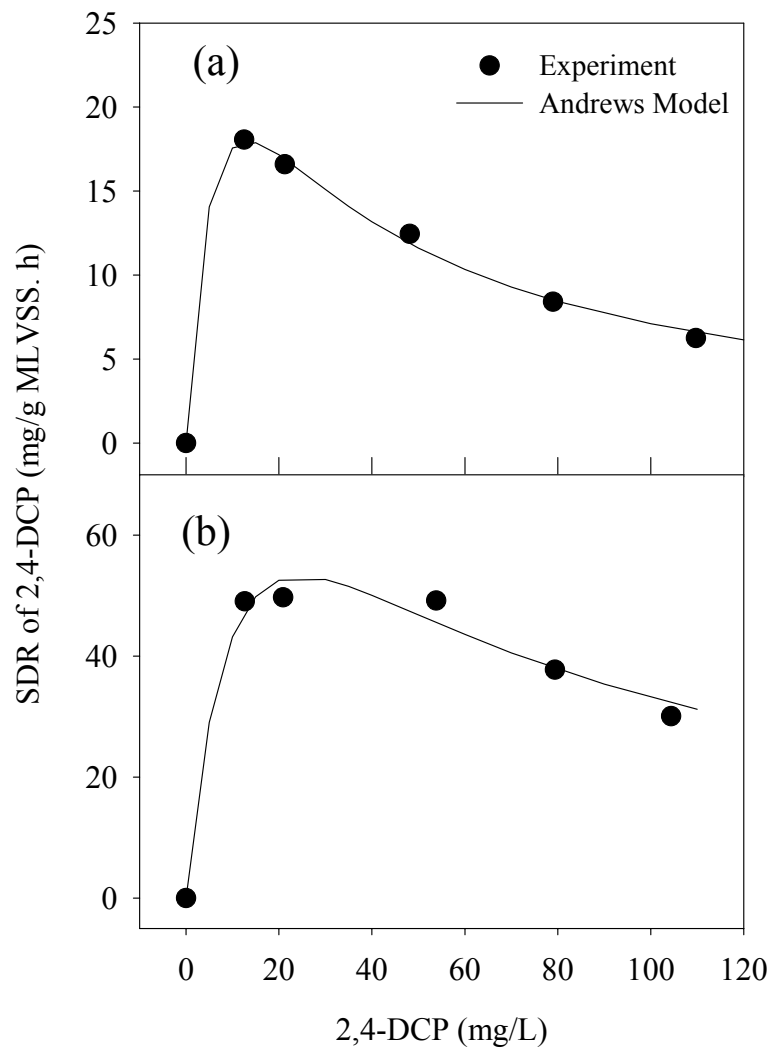 25
(a)
Experiment
Andrews Model
20
15
10
5
0
SDR of 2,4-DCP (mg/g MLVSS. h)
(b)
60
40
20
0
0 20 40 60 80 100 120
2,4-DCP (mg/L)